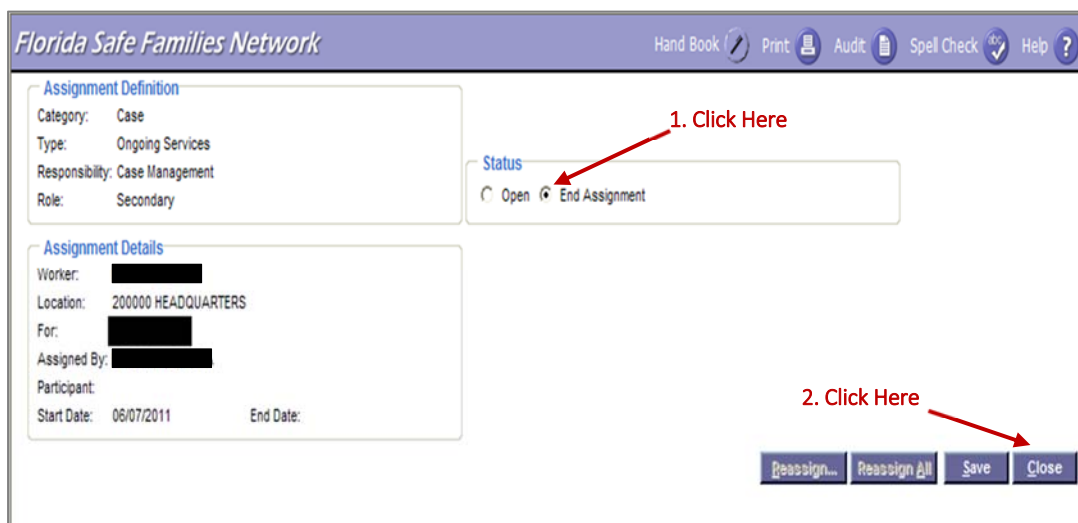 Florida Safe Families Network
Hand Book Print Audit abc Spell Check Help ?
Assignment Definition
Category: Case
Type: Ongoing Services
Responsibility: Case Management
Role: Secondary
1. Click Here
Status
Open End Assignment
Assignment Details
Worker:
Location: 200000 HEADQUARTERS
For:
Assigned By:
Participant:
Start Date: 06/07/2011 End Date:
2. Click Here
Reassign... Reassign All Save Close